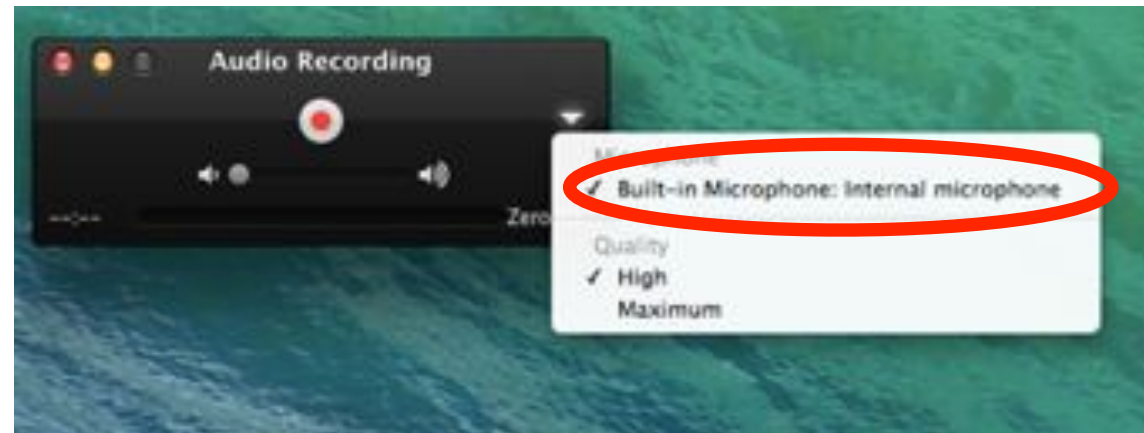 Audio Recording
Microphone
✓ Built-in Microphone: Internal microphone
--:--
Zero
Quality
✓ High
Maximum